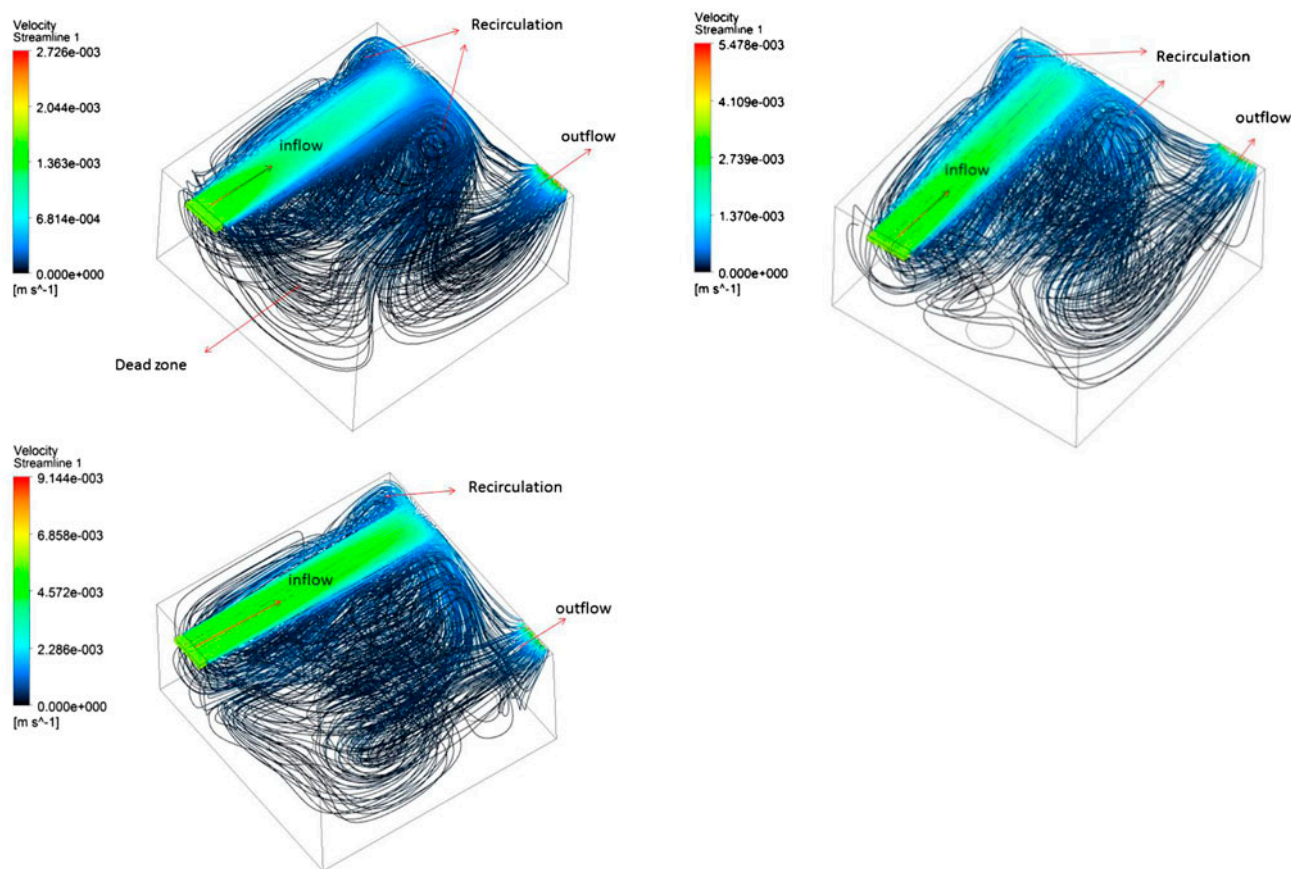 Velocity
Streamline 1
2.726e-003
2.044e-003
1.363e-003
6.814e-004
0.000e+000
[m s^-1]
Recirculation
inflow
outflow
Dead zone
Velocity
Streamline 1
5.478e-003
4.109e-003
2.739e-003
1.370e-003
0.000e+000
[m s^-1]
Recirculation
outflow
inflow
Velocity
Streamline 1
9.144e-003
6.858e-003
4.572e-003
2.286e-003
0.000e+000
[m s^-1]
Recirculation
inflow
outflow